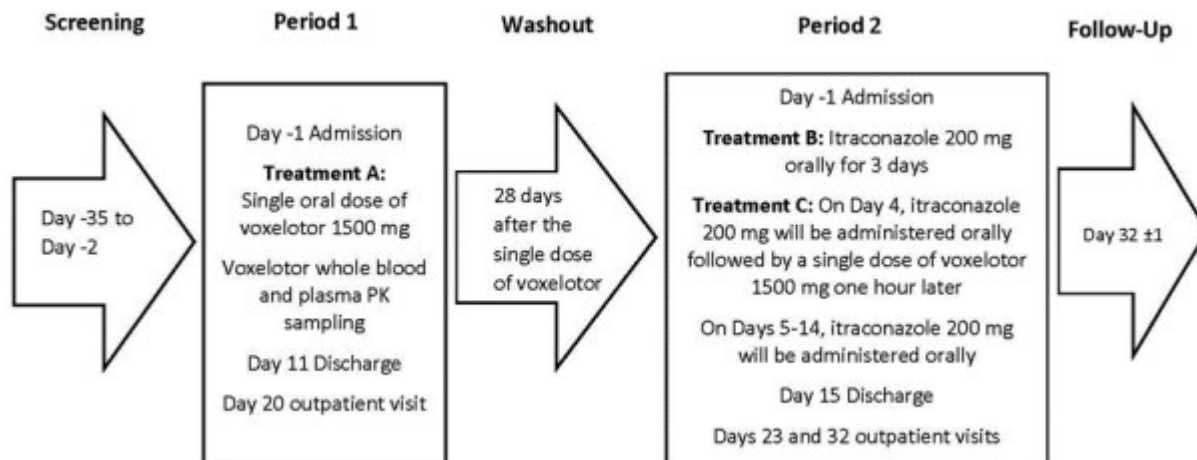 Screening
Period 1
Washout
Period 2
Follow-Up
Day -35 to
Day -2
Day -1 Admission
Treatment A:
Single oral dose of
voxelotor 1500 mg
Voxelotor whole blood
and plasma PK
sampling
Day 11 Discharge
Day 20 outpatient visit
28 days
after the
single dose
of voxelotor
Day -1 Admission
Treatment B: Itraconazole 200 mg
orally for 3 days
Treatment C: On Day 4, itraconazole
200 mg will be administered orally
followed by a single dose of voxelotor
1500 mg one hour later
On Days 5-14, itraconazole 200 mg
will be administered orally
Day 15 Discharge
Days 23 and 32 outpatient visits
Day 32 ±1